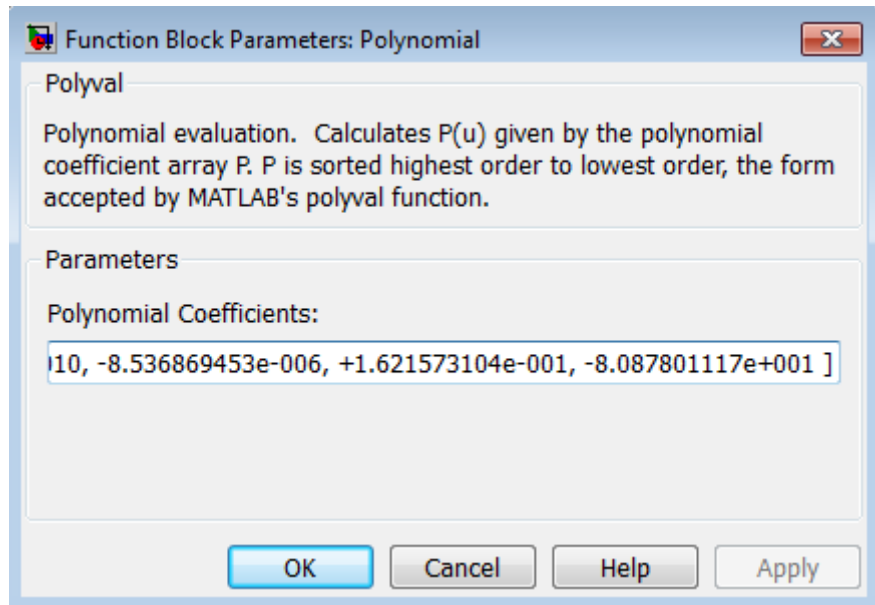 Function Block Parameters: Polynomial
Polyval
Polynomial evaluation. Calculates P(u) given by the polynomial
coefficient array P. P is sorted highest order to lowest order, the form
accepted by MATLAB's polyval function.
Parameters
Polynomial Coefficients:
10, -8.536869453e-006, +1.621573104e-001, -8.087801117e+001 ]
OK Cancel Help Apply